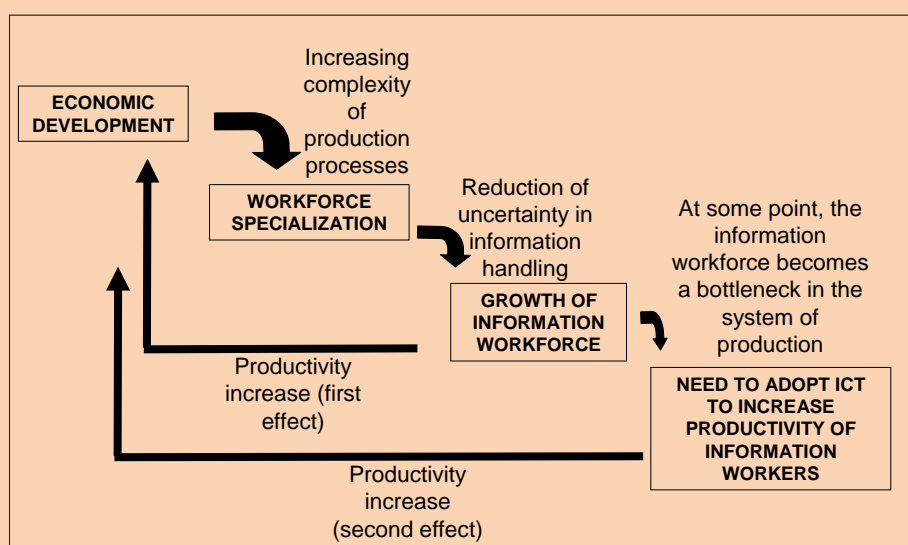 Increasing
complexity
of
production
processes
ECONOMIC
DEVELOPMENT
WORKFORCE
SPECIALIZATION
Reduction of
uncertainty in
information
handling
At some point, the
information
workforce becomes
a bottleneck in the
system of
production
GROWTH OF
INFORMATION
WORKFORCE
Productivity
increase (first
effect)
NEED TO ADOPT ICT
TO INCREASE
PRODUCTIVITY OF
INFORMATION
WORKERS
Productivity
increase
(second effect)